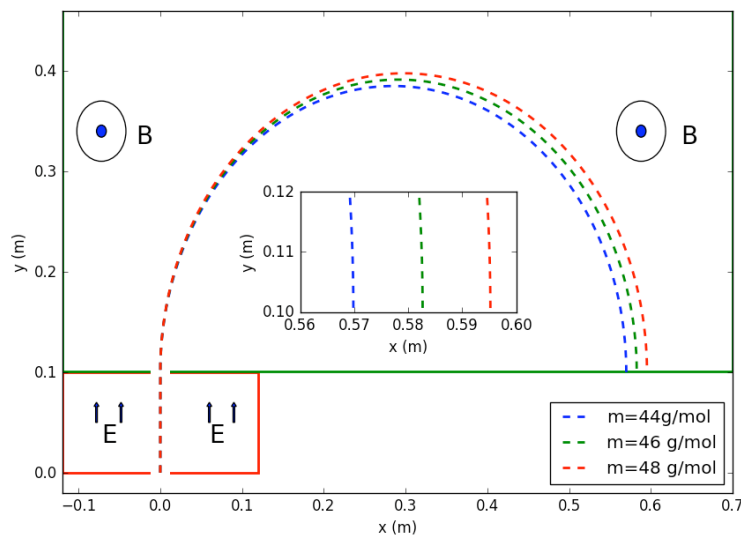 0.4
B
B
0.3
0.12
y (m)
0.11
y (m)
0.2
0.10
0.56 0.57 0.58 0.59 0.60
x (m)
0.1
E
E
m=44g/mol
m=46 g/mol
m=48 g/mol
0.0
−0.1 0.0 0.1 0.2 0.3 0.4 0.5 0.6 0.7
x (m)